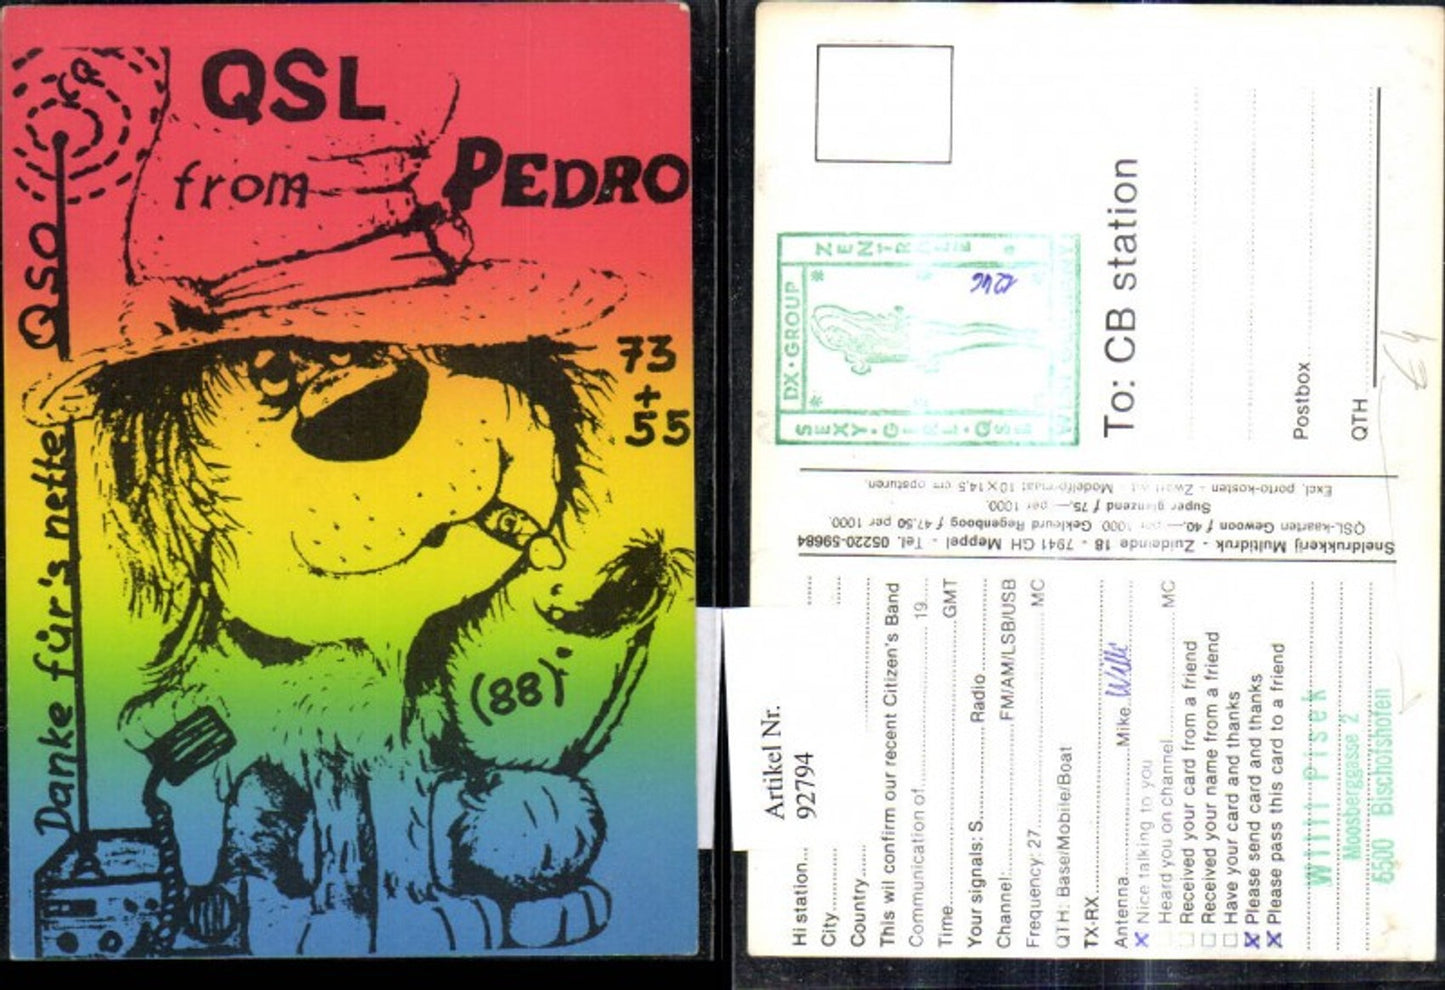 QSL
from PEDRO
CQ
Danke für's nette QSO
73
+
55
(88)
ZENTRALE
DX · GROUP
SEXY · GIRL · QSL
1246
To: CB station
Postbox
QTH
Sneldrukkerij Multidruk - Zuideinde 18 - 7941 GH Meppel - Tel. 05220-59684
QSL-kaarten Gewoon ƒ 40.— per 1000 Gekleurd Regenboog ƒ 47.50 per 1000.
Super glanzend ƒ 75.— per 1000.
Excl. porto-kosten - Modelformaat 10 × 14,5 cm opsturen.
Artikel Nr.
92794
Hi station
City
Country
This wil confirm our recent Citizen's Band
Communication of 19
Time GMT
Your signals: S Radio
Channel: FM/AM/LSB/USB
Frequency: 27 MC
QTH: Base/Mobile/Boat
TX-RX
Antenna Mike Willi
x Nice talking to you
Heard you on channel MC
Received your card from a friend
Received your name from a friend
Have your card and thanks
x Please send card and thanks
x Please pass this card to a friend
Willi Pisek
Moosberggasse 2
5500 Bischofshofen